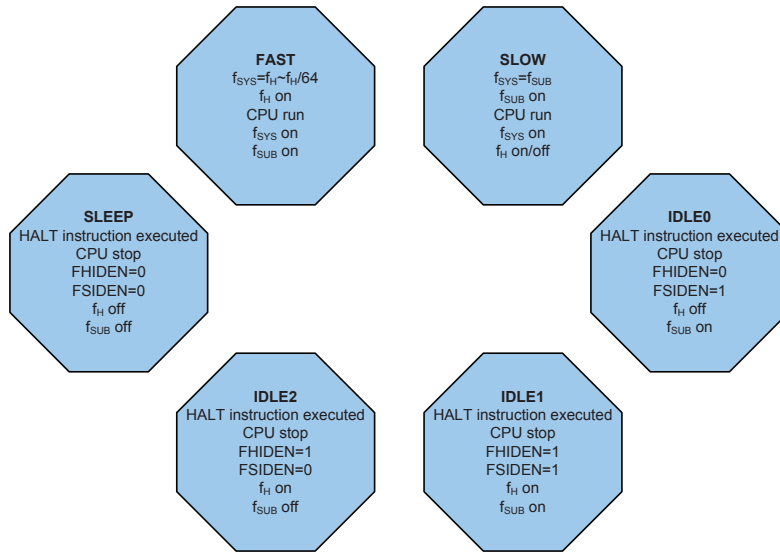 FAST
fSYS=fH~fH/64
fH on
CPU run
fSYS on
fSUB on
SLOW
fSYS=fSUB
fSUB on
CPU run
fSYS on
fH on/off
SLEEP
HALT instruction executed
CPU stop
FHIDEN=0
FSIDEN=0
fH off
fSUB off
IDLE0
HALT instruction executed
CPU stop
FHIDEN=0
FSIDEN=1
fH off
fSUB on
IDLE2
HALT instruction executed
CPU stop
FHIDEN=1
FSIDEN=0
fH on
fSUB off
IDLE1
HALT instruction executed
CPU stop
FHIDEN=1
FSIDEN=1
fH on
fSUB on